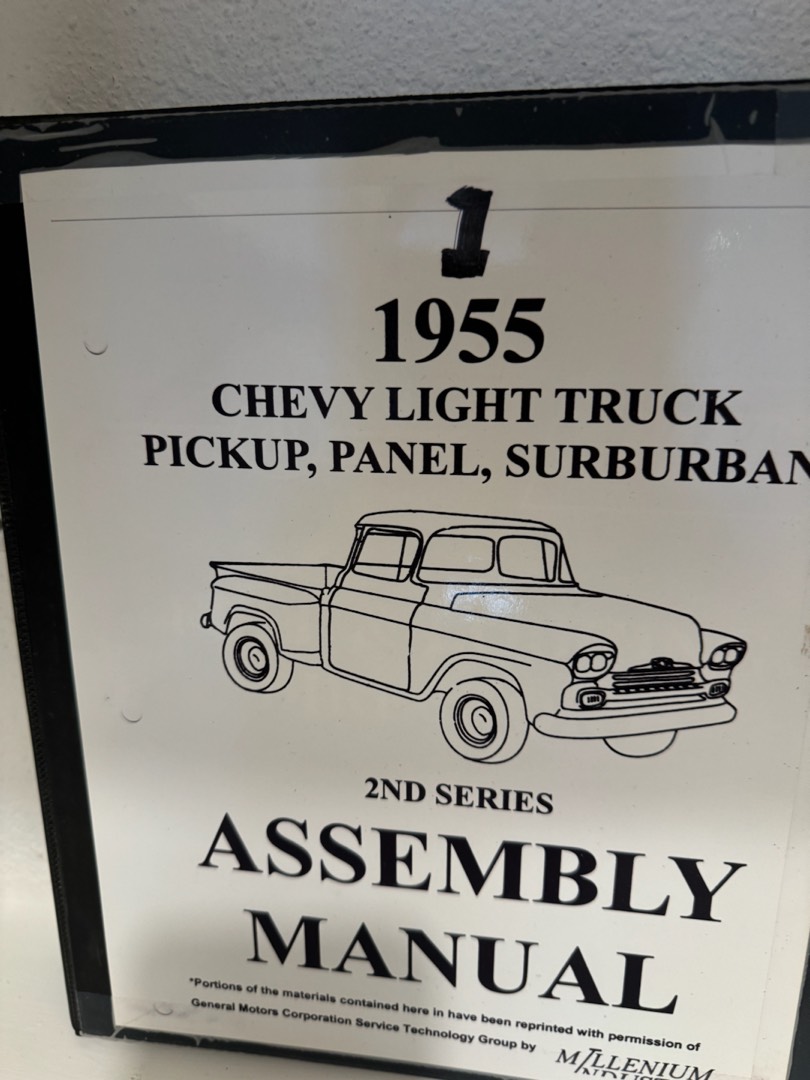 1
1955
CHEVY LIGHT TRUCK
PICKUP, PANEL, SURBURBAN
2ND SERIES
ASSEMBLY
MANUAL
*Portions of the materials contained here in have been reprinted with permission of
General Motors Corporation Service Technology Group by
MILLENIUM